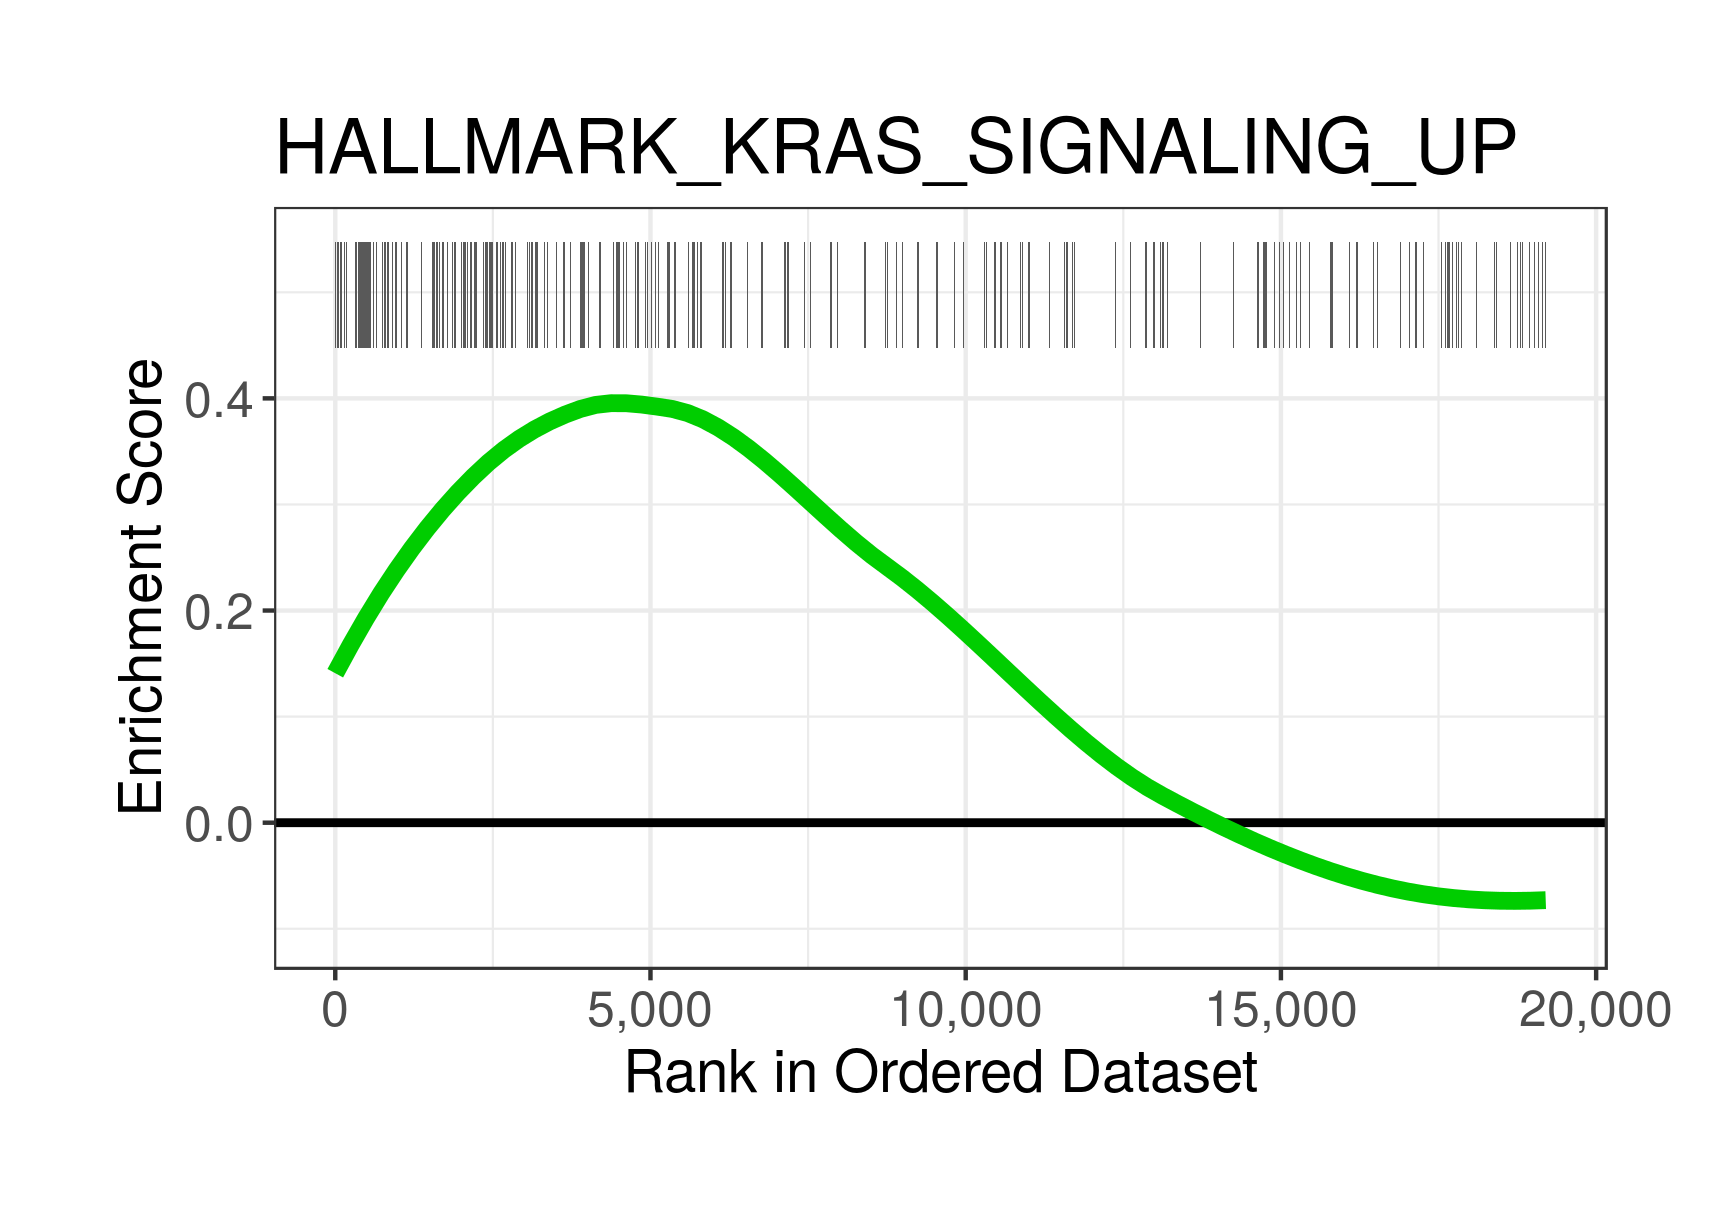 HALLMARK_KRAS_SIGNALING_UP
Enrichment Score
0.4
0.2
0.0
0 5,000 10,000 15,000 20,000
Rank in Ordered Dataset